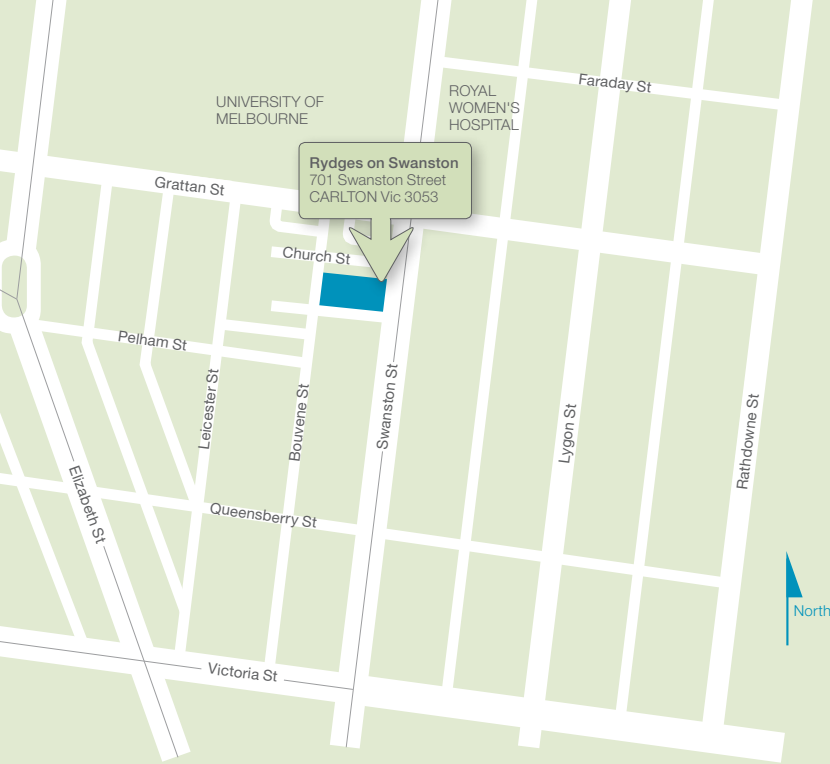 Faraday St
UNIVERSITY OF
MELBOURNE
ROYAL
WOMEN'S
HOSPITAL
Rydges on Swanston
701 Swanston Street
CARLTON Vic 3053
Grattan St
Church St
Pelham St
Leicester St
Bouvene St
Swanston St
Lygon St
Rathdowne St
Elizabeth St
Queensberry St
North
Victoria St